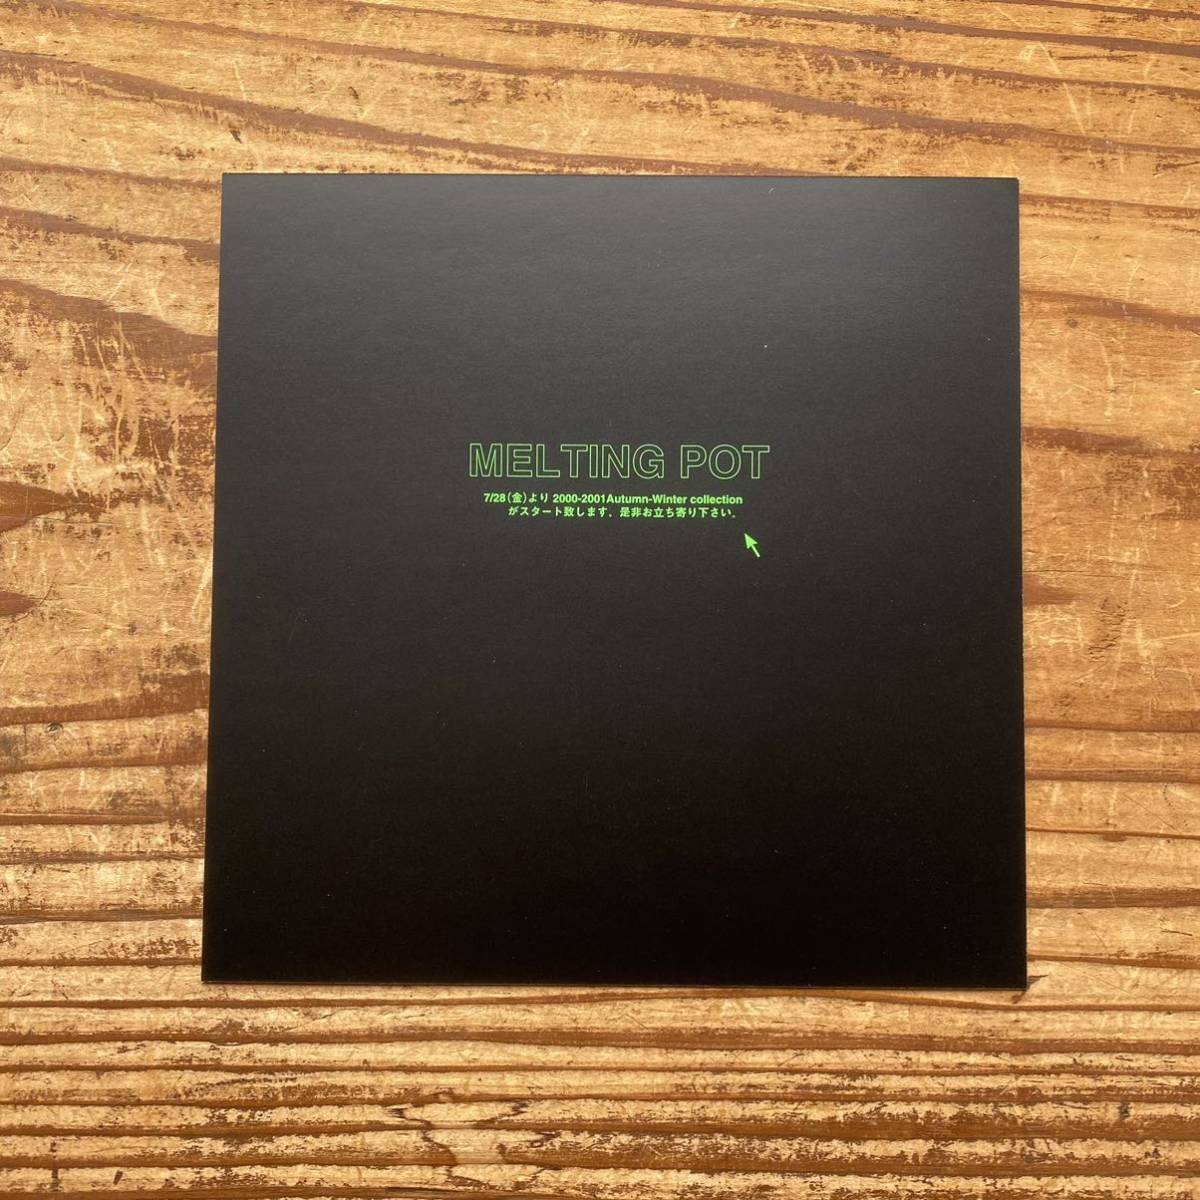 MELTING POT
7/28(金)より 2000-2001Autumn-Winter collection
がスタート致します。是非お立ち寄り下さい。